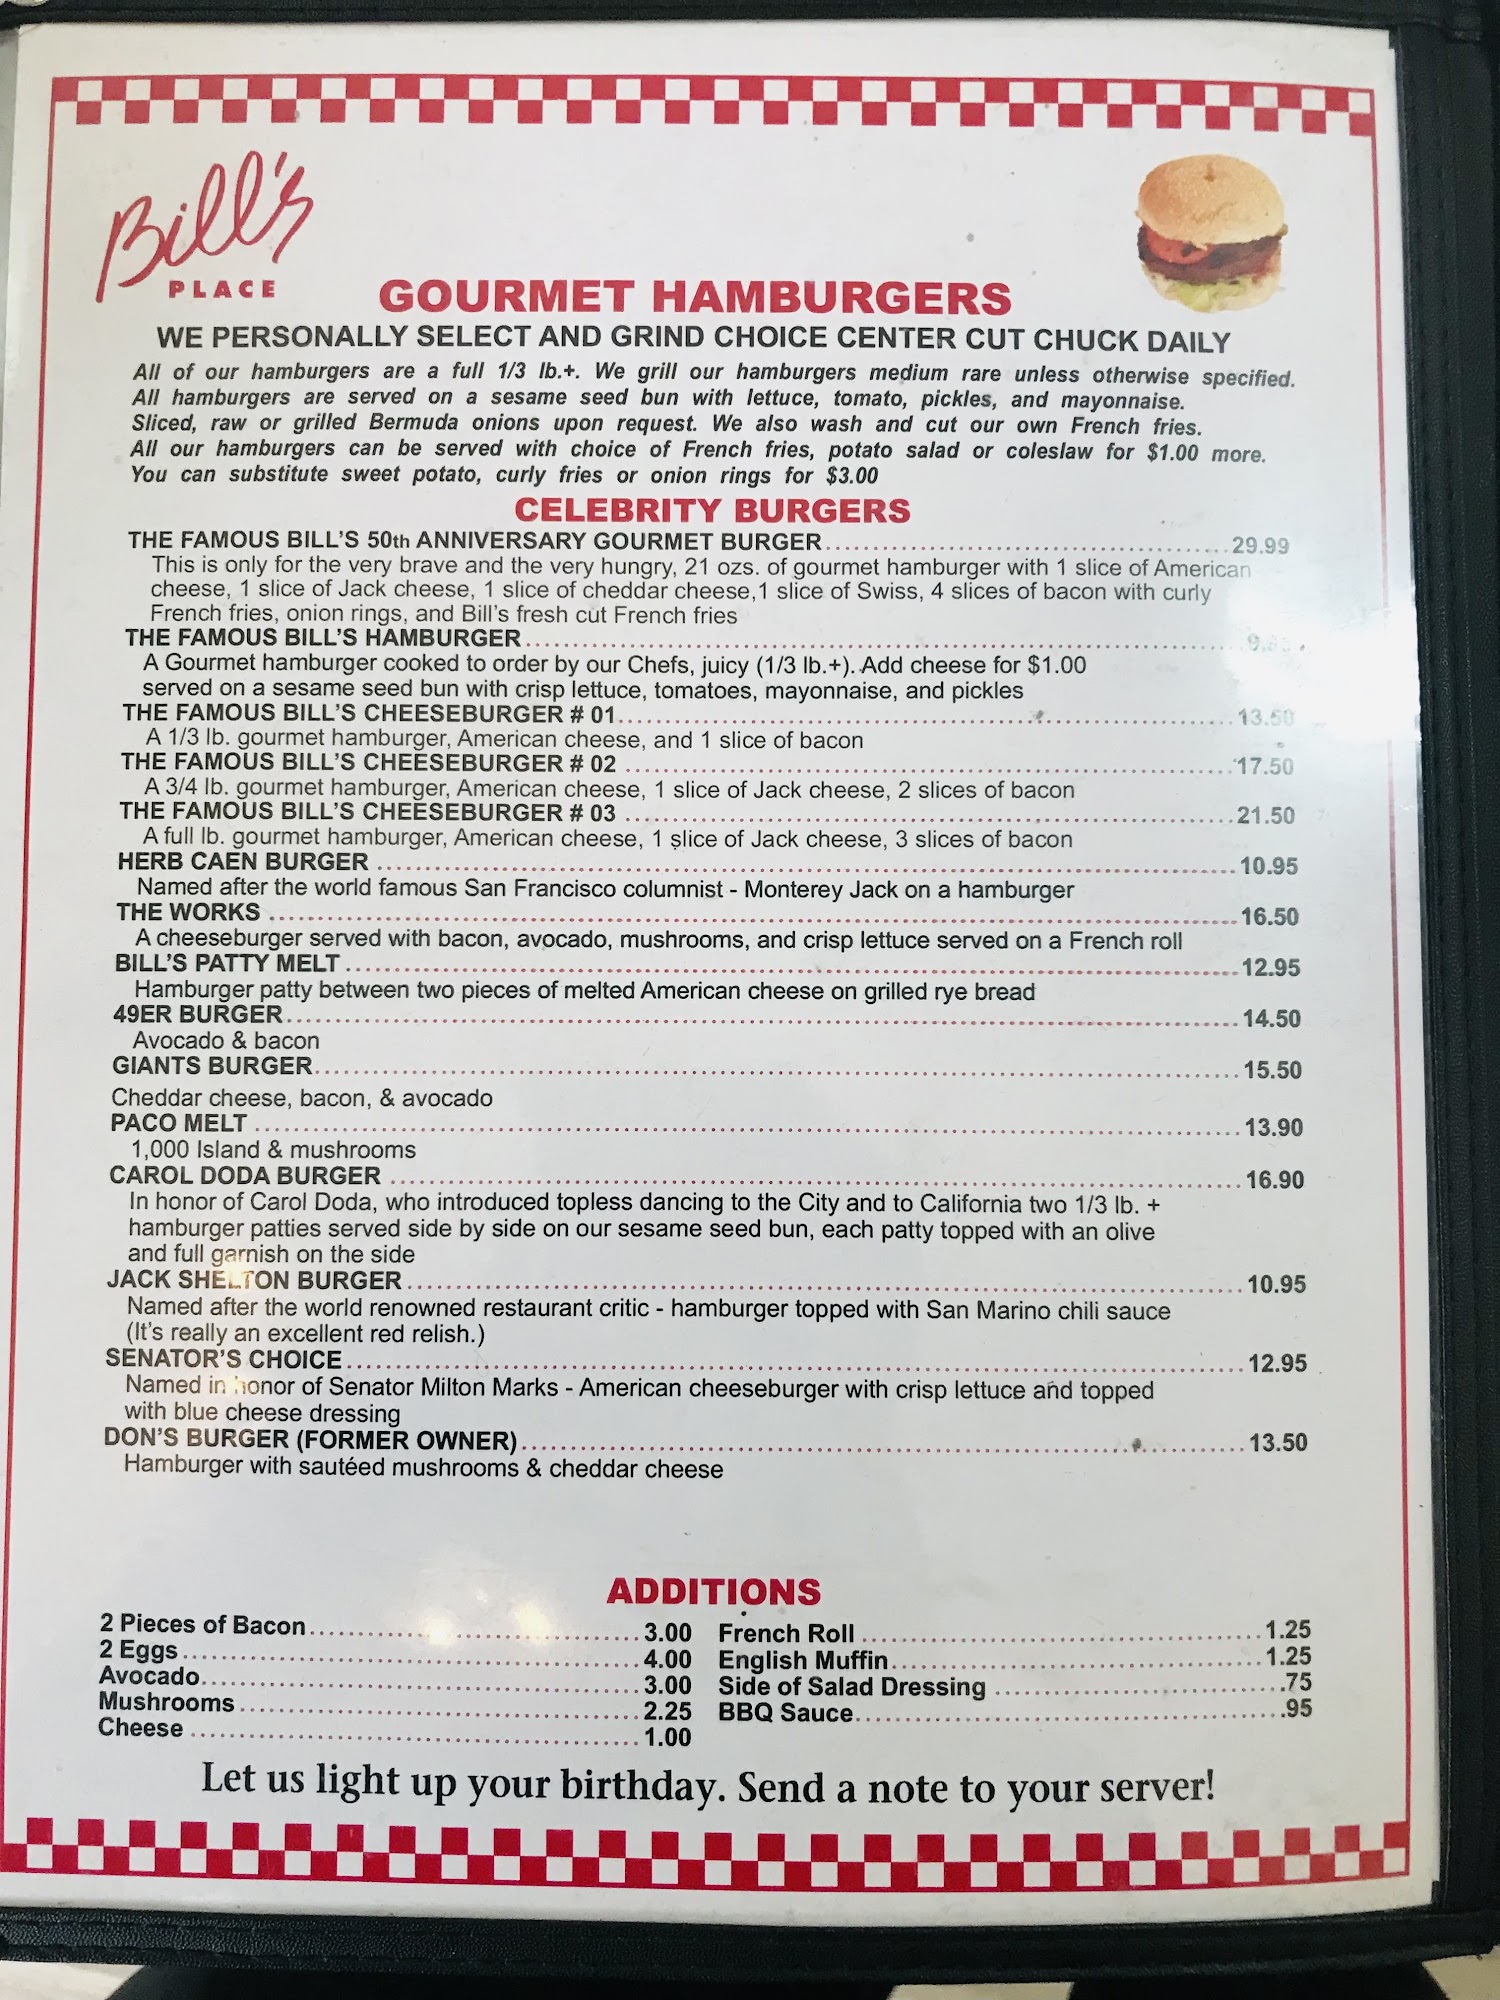 Bill's
PLACE
GOURMET HAMBURGERS
WE PERSONALLY SELECT AND GRIND CHOICE CENTER CUT CHUCK DAILY
All of our hamburgers are a full 1/3 lb.+. We grill our hamburgers medium rare unless otherwise specified.
All hamburgers are served on a sesame seed bun with lettuce, tomato, pickles, and mayonnaise.
Sliced, raw or grilled Bermuda onions upon request. We also wash and cut our own French fries.
All our hamburgers can be served with choice of French fries, potato salad or coleslaw for $1.00 more.
You can substitute sweet potato, curly fries or onion rings for $3.00
CELEBRITY BURGERS
THE FAMOUS BILL'S 50th ANNIVERSARY GOURMET BURGER 29.99
This is only for the very brave and the very hungry, 21 ozs. of gourmet hamburger with 1 slice of American
cheese, 1 slice of Jack cheese, 1 slice of cheddar cheese,1 slice of Swiss, 4 slices of bacon with curly
French fries, onion rings, and Bill's fresh cut French fries
THE FAMOUS BILL'S HAMBURGER
A Gourmet hamburger cooked to order by our Chefs, juicy (1/3 lb.+). Add cheese for $1.00
served on a sesame seed bun with crisp lettuce, tomatoes, mayonnaise, and pickles
THE FAMOUS BILL'S CHEESEBURGER # 01 13.50
A 1/3 lb. gourmet hamburger, American cheese, and 1 slice of bacon
THE FAMOUS BILL'S CHEESEBURGER # 02 17.50
A 3/4 lb. gourmet hamburger, American cheese, 1 slice of Jack cheese, 2 slices of bacon
THE FAMOUS BILL'S CHEESEBURGER # 03 21.50
A full lb. gourmet hamburger, American cheese, 1 slice of Jack cheese, 3 slices of bacon
HERB CAEN BURGER 10.95
Named after the world famous San Francisco columnist - Monterey Jack on a hamburger
THE WORKS 16.50
A cheeseburger served with bacon, avocado, mushrooms, and crisp lettuce served on a French roll
BILL'S PATTY MELT 12.95
Hamburger patty between two pieces of melted American cheese on grilled rye bread
49ER BURGER 14.50
Avocado & bacon
GIANTS BURGER 15.50
Cheddar cheese, bacon, & avocado
PACO MELT 13.90
1,000 Island & mushrooms
CAROL DODA BURGER 16.90
In honor of Carol Doda, who introduced topless dancing to the City and to California two 1/3 lb. +
hamburger patties served side by side on our sesame seed bun, each patty topped with an olive
and full garnish on the side
JACK SHELTON BURGER 10.95
Named after the world renowned restaurant critic - hamburger topped with San Marino chili sauce
(It's really an excellent red relish.)
SENATOR'S CHOICE 12.95
Named in honor of Senator Milton Marks - American cheeseburger with crisp lettuce and topped
with blue cheese dressing
DON'S BURGER (FORMER OWNER) 13.50
Hamburger with sautéed mushrooms & cheddar cheese
ADDITIONS
2 Pieces of Bacon 3.00
2 Eggs 4.00
Avocado 3.00
Mushrooms 2.25
Cheese 1.00
French Roll 1.25
English Muffin 1.25
Side of Salad Dressing .75
BBQ Sauce .95
Let us light up your birthday. Send a note to your server!